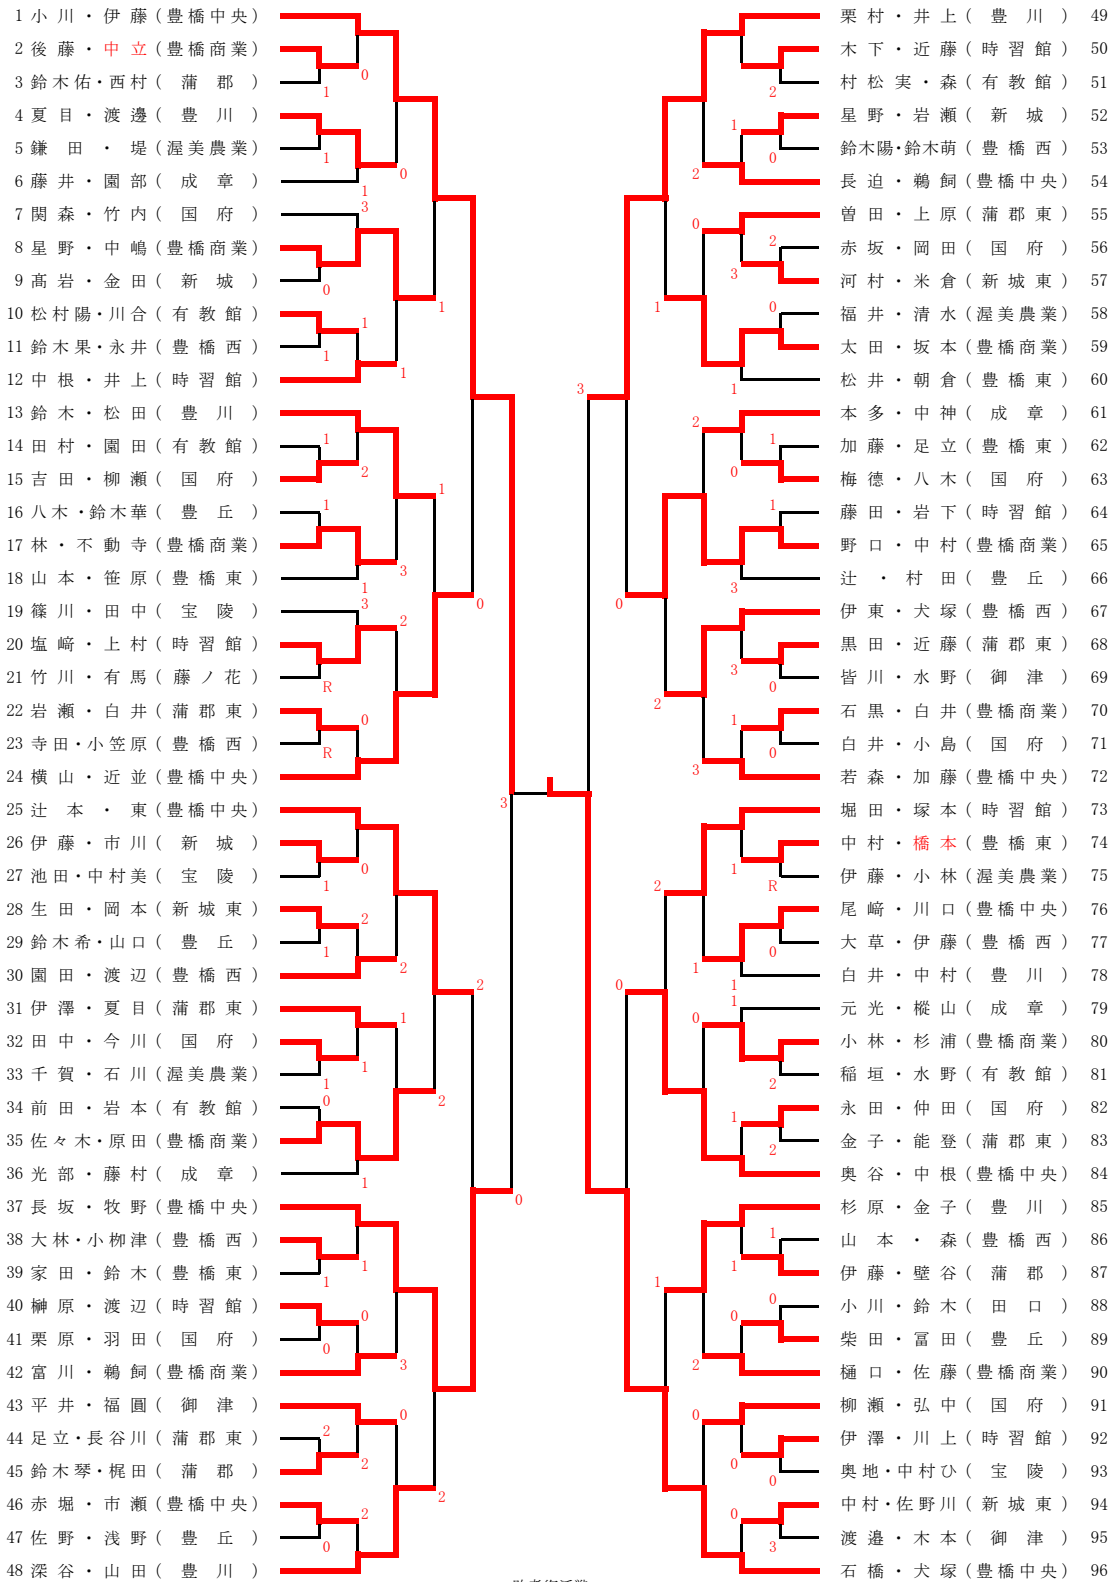 1 小川・伊藤(豊橋中央)
2 後藤・中立(豊橋商業)
3 鈴木佑・西村(蒲郡)
4 夏目・渡邊(豊川)
5 鎌田・堤(渥美農業)
6 藤井・園部(成章)
7 関森・竹内(国府)
8 星野・中嶋(豊橋商業)
9 髙岩・金田(新城)
10 松村陽・川合(有教館)
11 鈴木果・永井(豊橋西)
12 中根・井上(時習館)
13 鈴木・松田(豊川)
14 田村・園田(有教館)
15 吉田・柳瀬(国府)
16 八木・鈴木華(豊丘)
17 林・不動寺(豊橋商業)
18 山本・笹原(豊橋東)
19 篠川・田中(宝陵)
20 塩﨑・上村(時習館)
21 竹川・有馬(藤ノ花)
22 岩瀬・白井(蒲郡東)
23 寺田・小笠原(豊橋西)
24 横山・近並(豊橋中央)
25 辻本・東(豊橋中央)
26 伊藤・市川(新城)
27 池田・中村美(宝陵)
28 生田・岡本(新城東)
29 鈴木希・山口(豊丘)
30 園田・渡辺(豊橋西)
31 伊澤・夏目(蒲郡東)
32 田中・今川(国府)
33 千賀・石川(渥美農業)
34 前田・岩本(有教館)
35 佐々木・原田(豊橋商業)
36 光部・藤村(成章)
37 長坂・牧野(豊橋中央)
38 大林・小栁津(豊橋西)
39 家田・鈴木(豊橋東)
40 榊原・渡辺(時習館)
41 栗原・羽田(国府)
42 富川・鵜飼(豊橋商業)
43 平井・福圓(御津)
44 足立・長谷川(蒲郡東)
45 鈴木琴・梶田(蒲郡)
46 赤堀・市瀬(豊橋中央)
47 佐野・浅野(豊丘)
48 深谷・山田(豊川)
栗村・井上(豊川) 49
木下・近藤(時習館) 50
村松実・森(有教館) 51
星野・岩瀬(新城) 52
鈴木陽・鈴木萌(豊橋西) 53
長迫・鵜飼(豊橋中央) 54
曽田・上原(蒲郡東) 55
赤坂・岡田(国府) 56
河村・米倉(新城東) 57
福井・清水(渥美農業) 58
太田・坂本(豊橋商業) 59
松井・朝倉(豊橋東) 60
本多・中神(成章) 61
加藤・足立(豊橋東) 62
梅徳・八木(国府) 63
藤田・岩下(時習館) 64
野口・中村(豊橋商業) 65
辻・村田(豊丘) 66
伊東・犬塚(豊橋西) 67
黒田・近藤(蒲郡東) 68
皆川・水野(御津) 69
石黒・白井(豊橋商業) 70
白井・小島(国府) 71
若森・加藤(豊橋中央) 72
堀田・塚本(時習館) 73
中村・橋本(豊橋東) 74
伊藤・小林(渥美農業) 75
尾﨑・川口(豊橋中央) 76
大草・伊藤(豊橋西) 77
白井・中村(豊川) 78
元光・樅山(成章) 79
小林・杉浦(豊橋商業) 80
稲垣・水野(有教館) 81
永田・仲田(国府) 82
金子・能登(蒲郡東) 83
奥谷・中根(豊橋中央) 84
杉原・金子(豊川) 85
山本・森(豊橋西) 86
伊藤・壁谷(蒲郡) 87
小川・鈴木(田口) 88
柴田・冨田(豊丘) 89
樋口・佐藤(豊橋商業) 90
柳瀬・弘中(国府) 91
伊澤・川上(時習館) 92
奥地・中村ひ(宝陵) 93
中村・佐野川(新城東) 94
渡邉・木本(御津) 95
石橋・犬塚(豊橋中央) 96